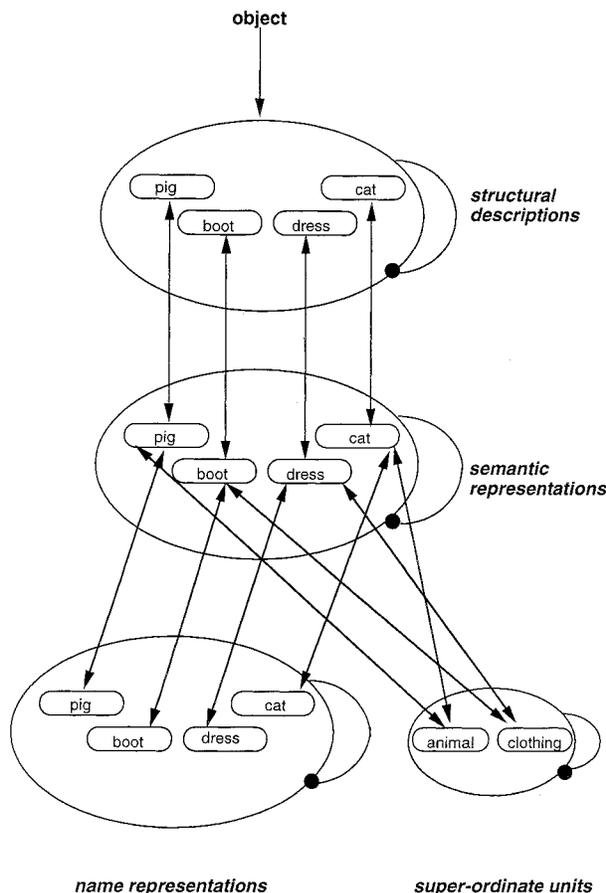 object
pig
cat
boot
dress
structural
descriptions
pig
cat
boot
dress
semantic
representations
pig
cat
boot
dress
animal
clothing
name representations
super-ordinate units